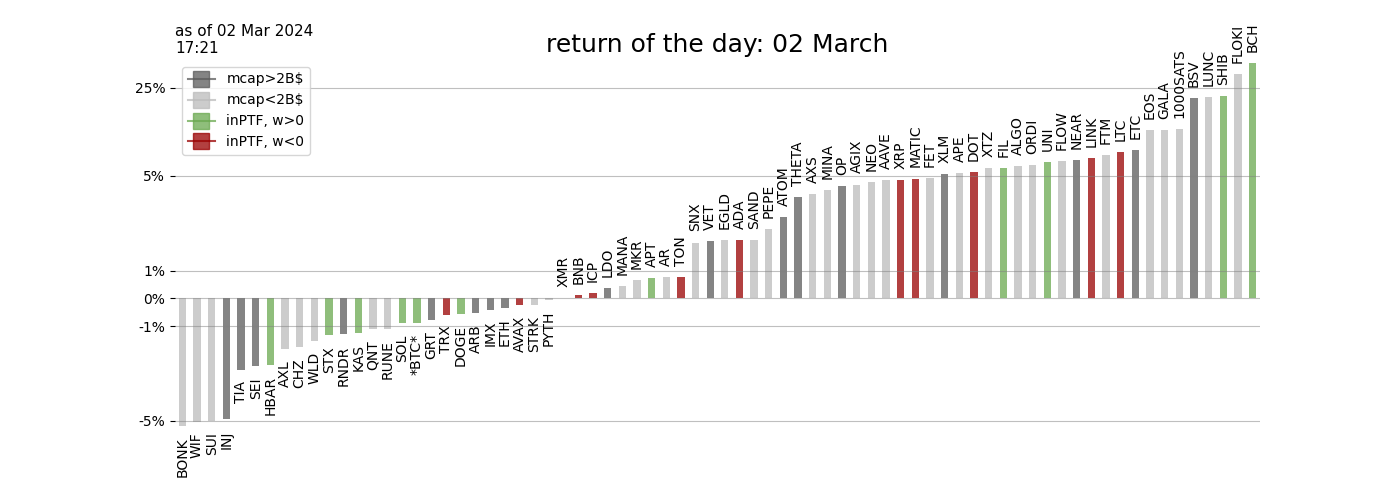 as of 02 Mar 2024
17:21
return of the day: 02 March
mcap>2B$
mcap<2B$
inPTF, w>0
inPTF, w<0
25%
5%
1%
0%
-1%
-5%
BONK
WIF
SUI
INJ
TIA
SEI
HBAR
AXL
CHZ
WLD
STX
RNDR
KAS
QNT
RUNE
SOL
*BTC*
GRT
TRX
DOGE
ARB
IMX
ETH
AVAX
STRK
PYTH
XMR
BNB
ICP
LDO
MANA
MKR
APT
AR
TON
SNX
VET
EGLD
ADA
SAND
PEPE
ATOM
THETA
AXS
MINA
OP
AGIX
NEO
AAVE
XRP
MATIC
FET
XLM
APE
DOT
XTZ
FIL
ALGO
ORDI
UNI
FLOW
NEAR
LINK
FTM
LTC
ETC
EOS
GALA
1000SATS
BSV
LUNC
SHIB
FLOKI
BCH